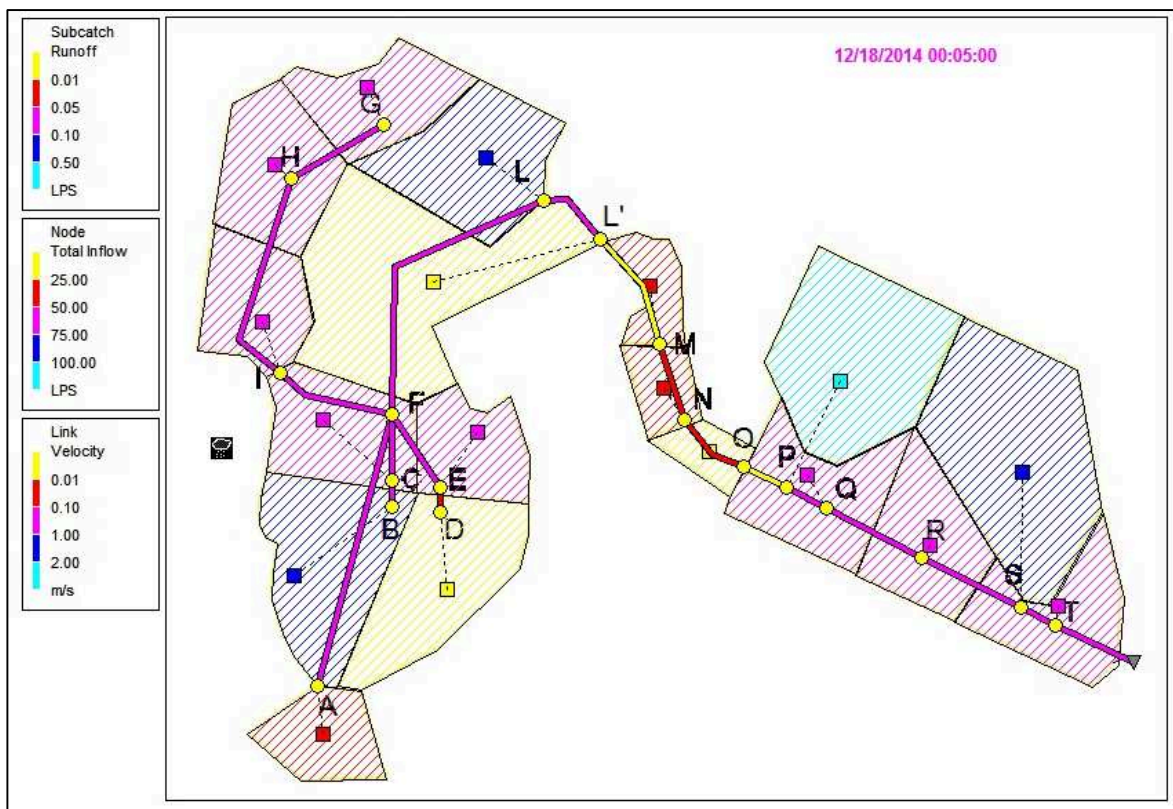 Subcatch
Runoff
0.01
0.05
0.10
0.50
LPS
Node
Total Inflow
25.00
50.00
75.00
100.00
LPS
Link
Velocity
0.01
0.10
1.00
2.00
m/s
12/18/2014 00:05:00
G
H
L
L'
I
F
M
N
O
P
Q
R
S
T
C
E
B
D
A